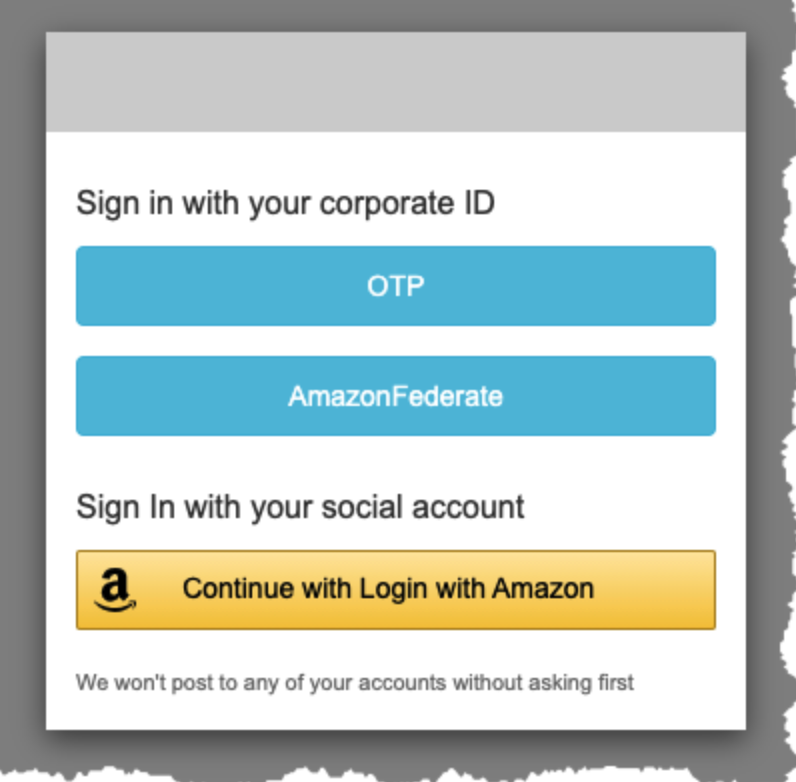 Sign in with your corporate ID
OTP
AmazonFederate
Sign In with your social account
a Continue with Login with Amazon
We won't post to any of your accounts without asking first